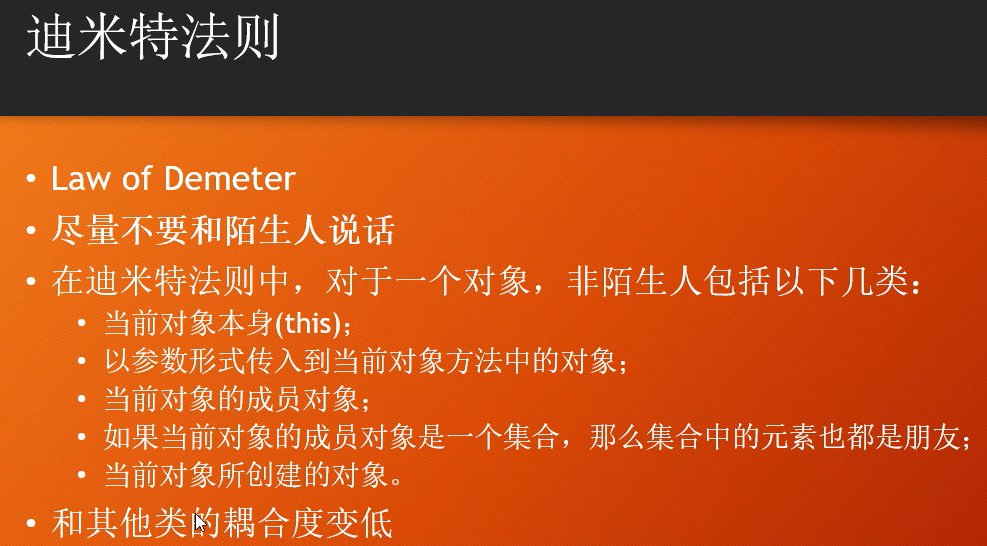 迪米特法则
• Law of Demeter
• 尽量不要和陌生人说话
• 在迪米特法则中，对于一个对象，非陌生人包括以下几类：
• 当前对象本身(this)；
• 以参数形式传入到当前对象方法中的对象；
• 当前对象的成员对象；
• 如果当前对象的成员对象是一个集合，那么集合中的元素也都是朋友；
• 当前对象所创建的对象。
• 和其他类的耦合度变低